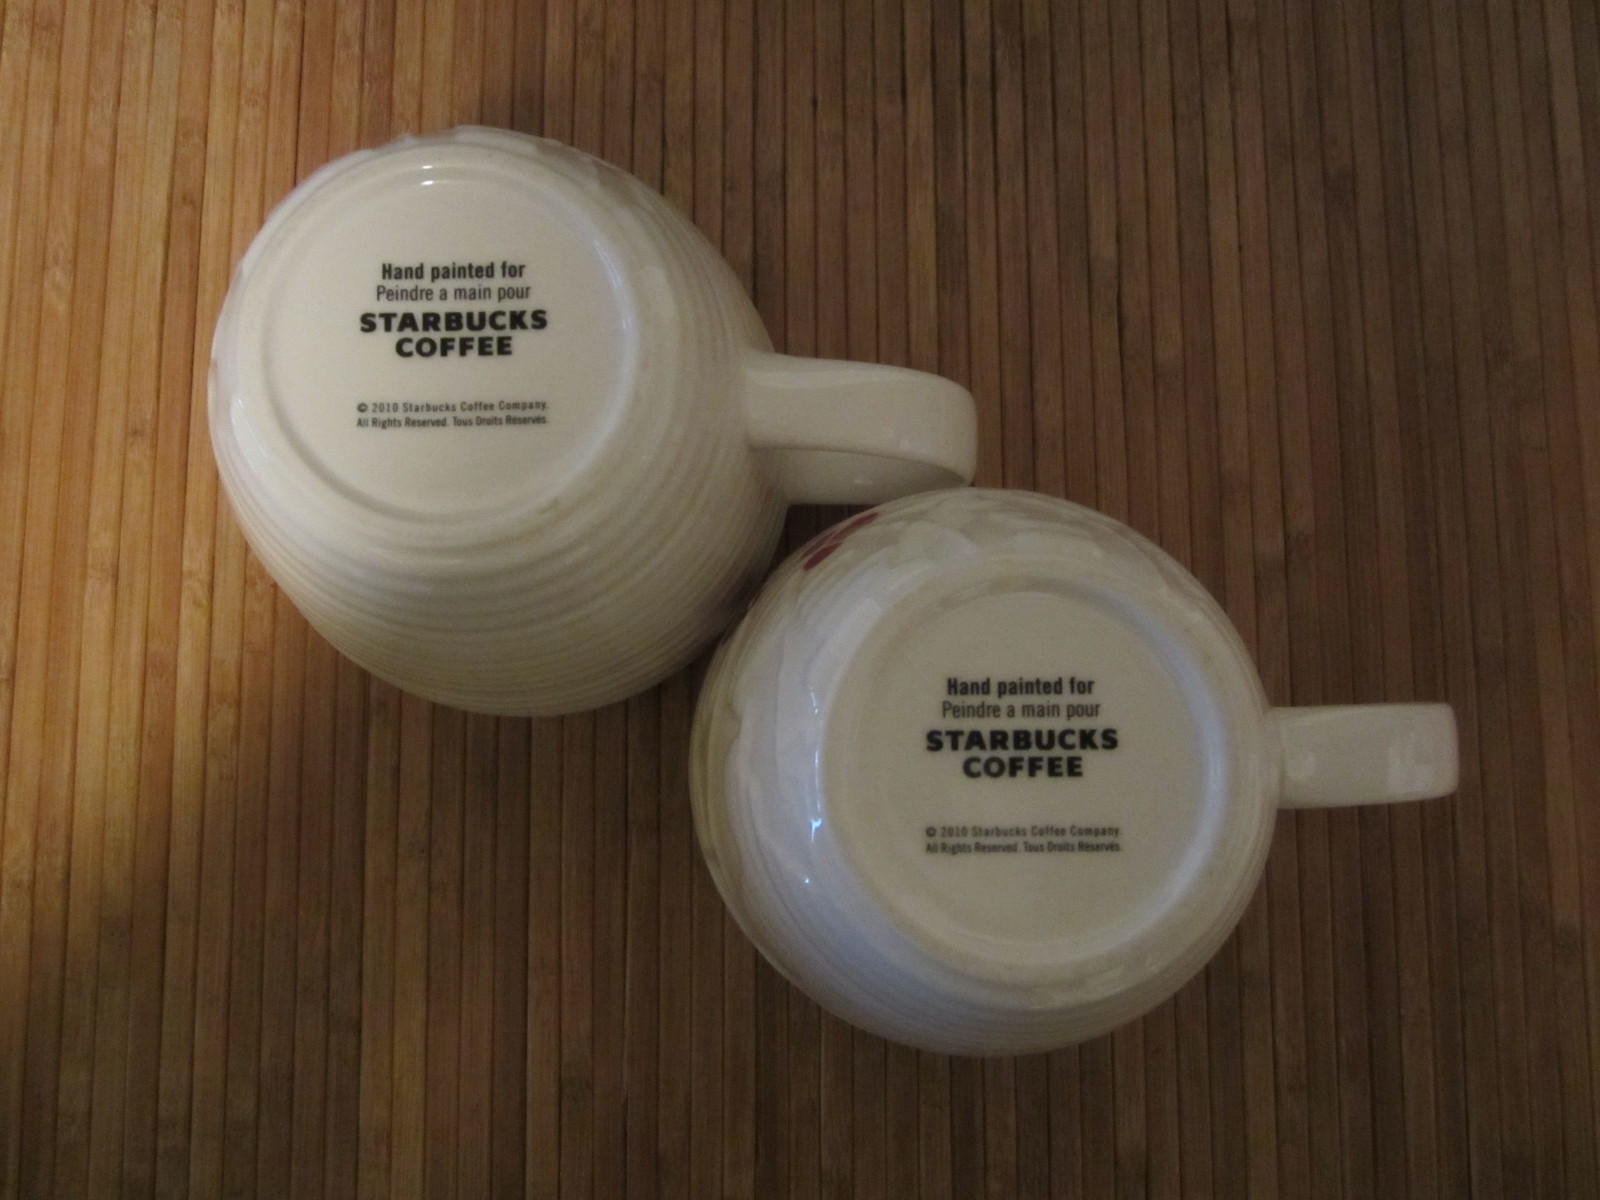 Hand painted for
Peindre a main pour
STARBUCKS
COFFEE
© 2010 Starbucks Coffee Company.
All Rights Reserved. Tous Droits Réservés.
Hand painted for
Peindre a main pour
STARBUCKS
COFFEE
© 2010 Starbucks Coffee Company.
All Rights Reserved. Tous Droits Réservés.